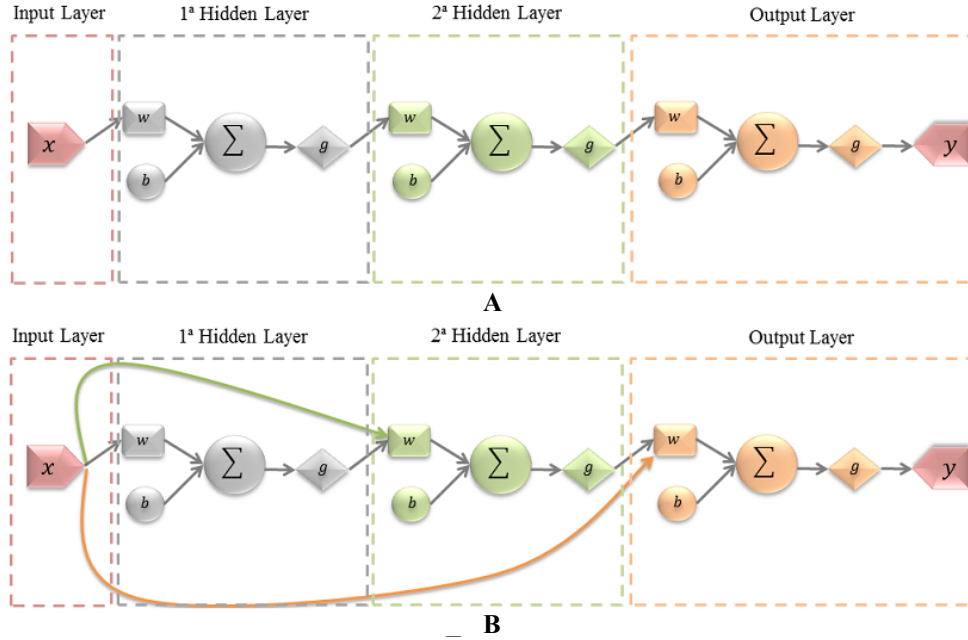 Input Layer 1ª Hidden Layer 2ª Hidden Layer Output Layer
x w b ∑ g w b ∑ g w b ∑ g y
A
Input Layer 1ª Hidden Layer 2ª Hidden Layer Output Layer
x w b ∑ g w b ∑ g w b ∑ g y
B